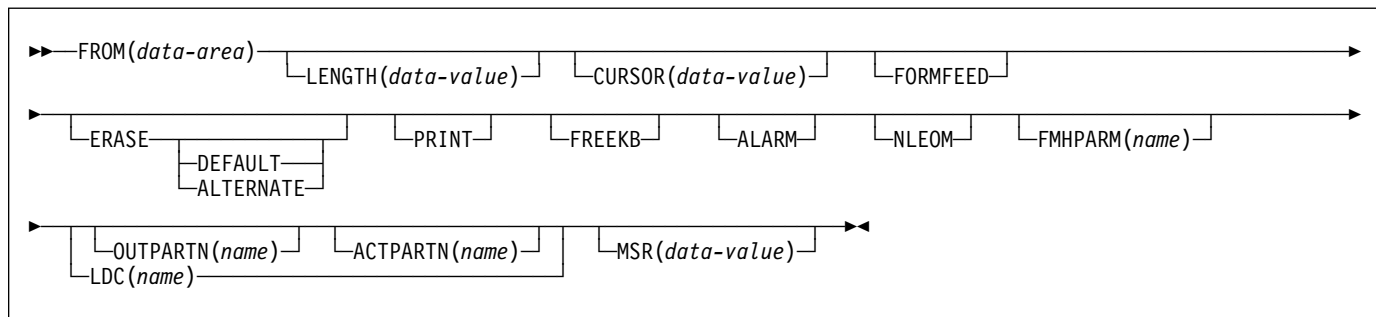 FROM(data-area) LENGTH(data-value) CURSOR(data-value) FORMFEED
ERASE DEFAULT ALTERNATE PRINT FREEKB ALARM NLEOM FMHPARM(name)
OUTPARTN(name) ACTPARTN(name) MSR(data-value)
LDC(name)